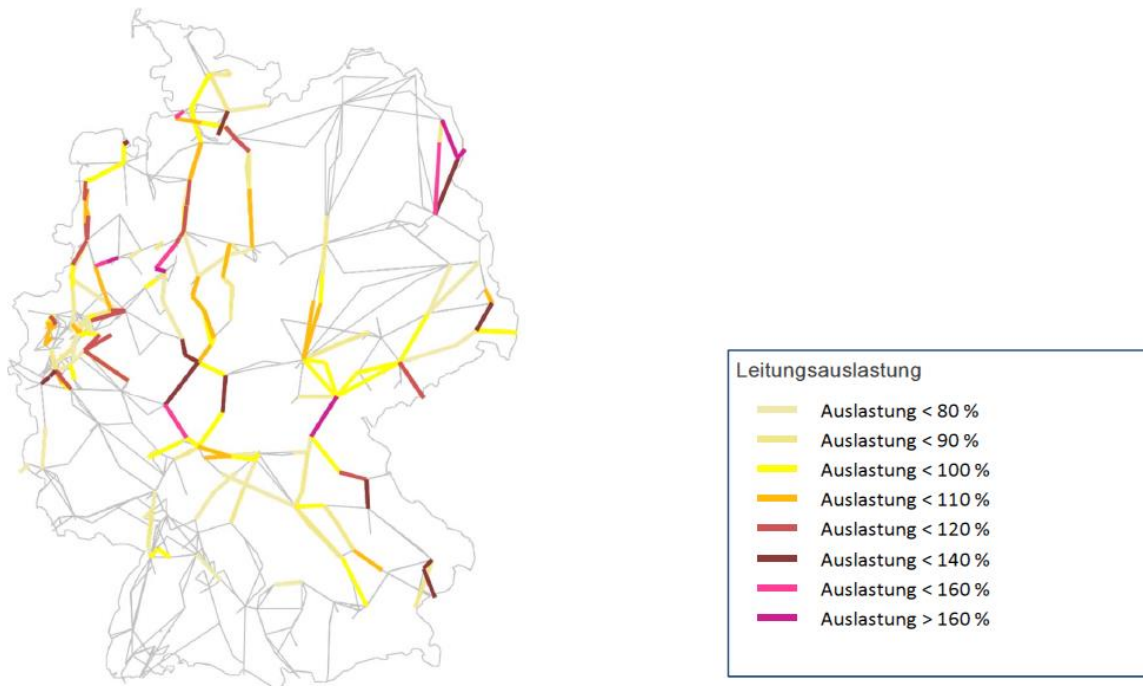 Leitungsauslastung
Auslastung < 80 %
Auslastung < 90 %
Auslastung < 100 %
Auslastung < 110 %
Auslastung < 120 %
Auslastung < 140 %
Auslastung < 160 %
Auslastung > 160 %